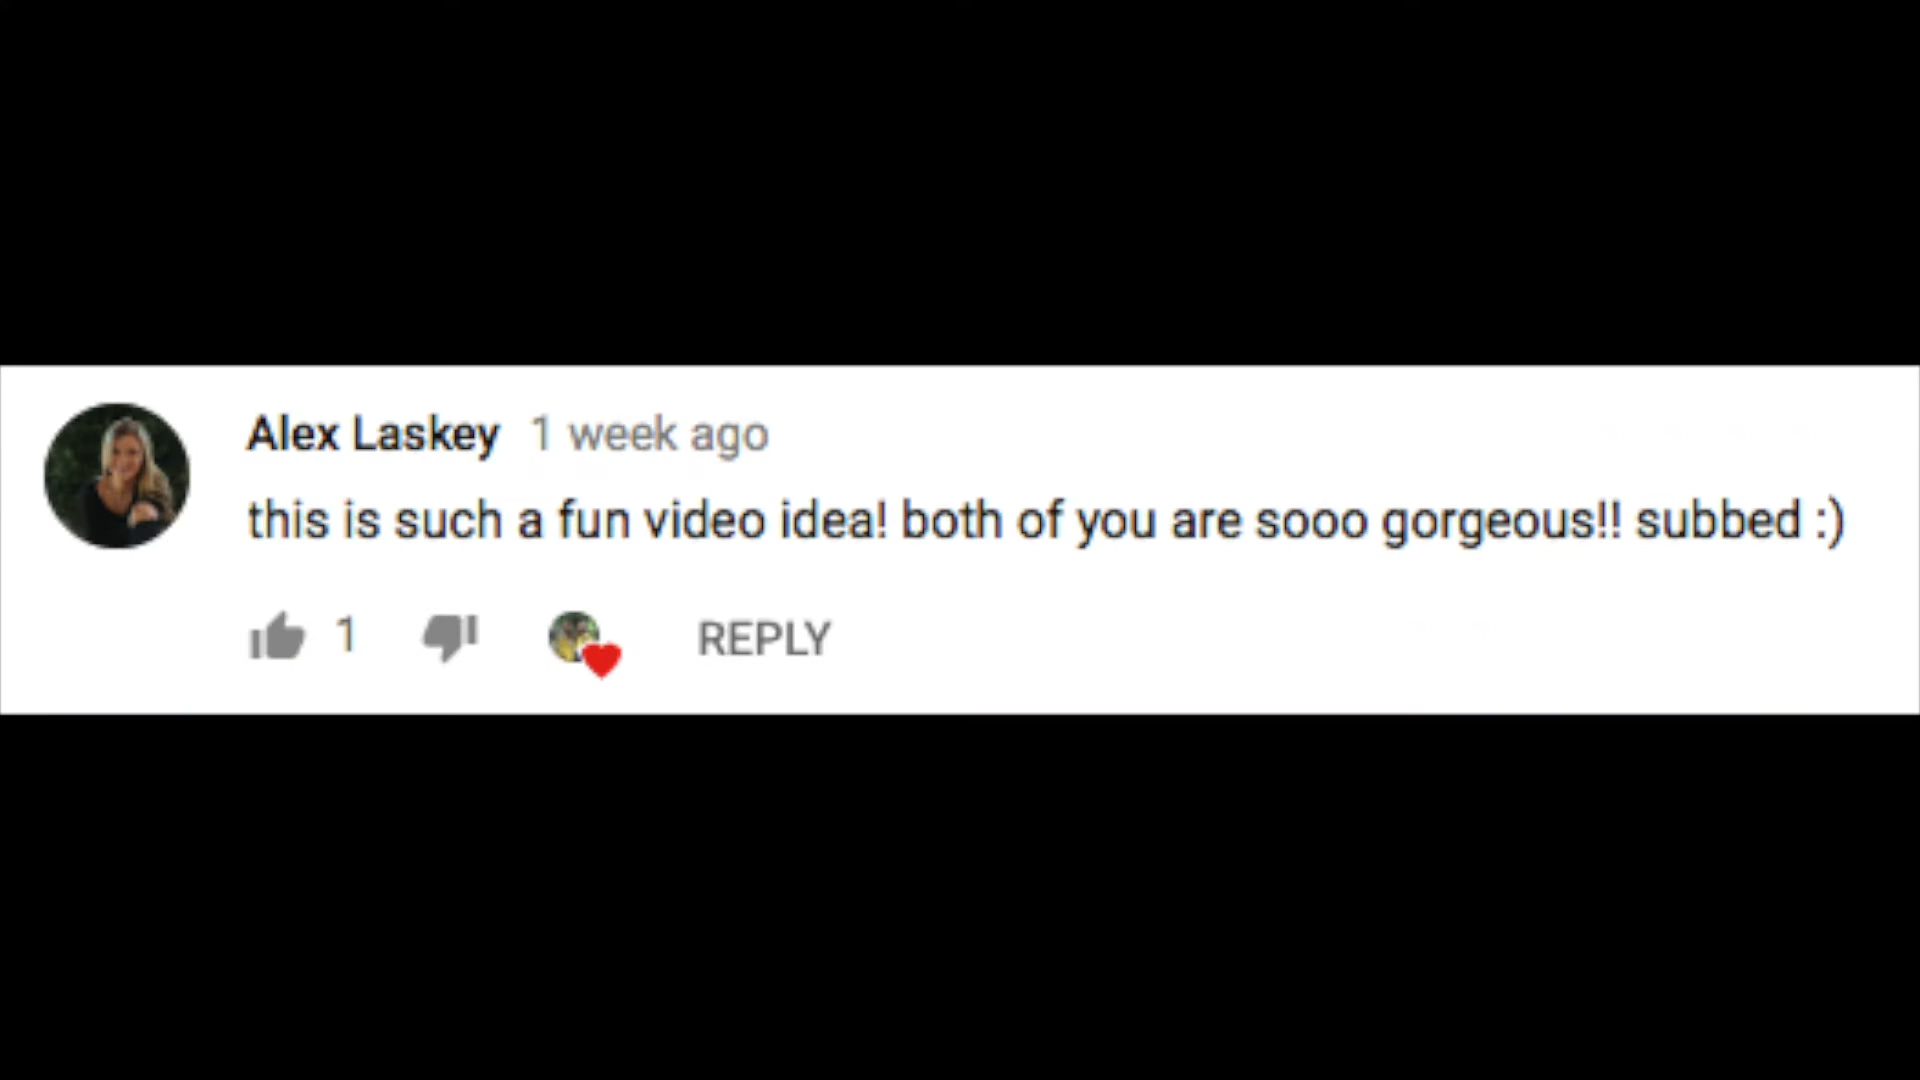 Alex Laskey 1 week ago
this is such a fun video idea! both of you are sooo gorgeous!! subbed :)
1 REPLY